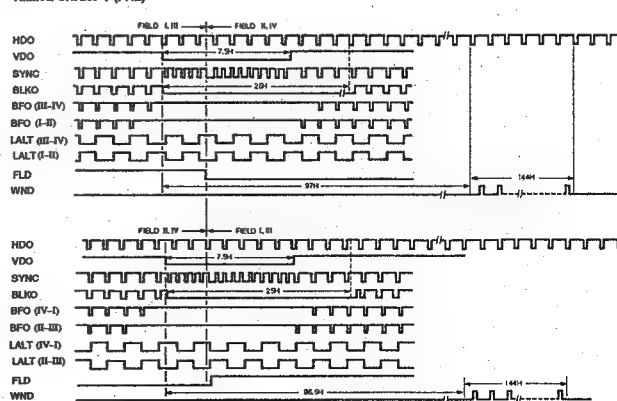 FIELD I, III FIELD II, IV
HDO
VDO 7.5H
SYNC
BLKO 25H
BFO (III–IV)
BFO (I–II)
LALT (III–IV)
LALT (I–II)
FLD
WND 97H 144H
FIELD II, IV FIELD I, III
HDO
VDO 7.5H
SYNC
BLKO 25H
BFO (IV–I)
BFO (II–III)
LALT (IV–I)
LALT (II–III)
FLD
WND 96.5H 144H